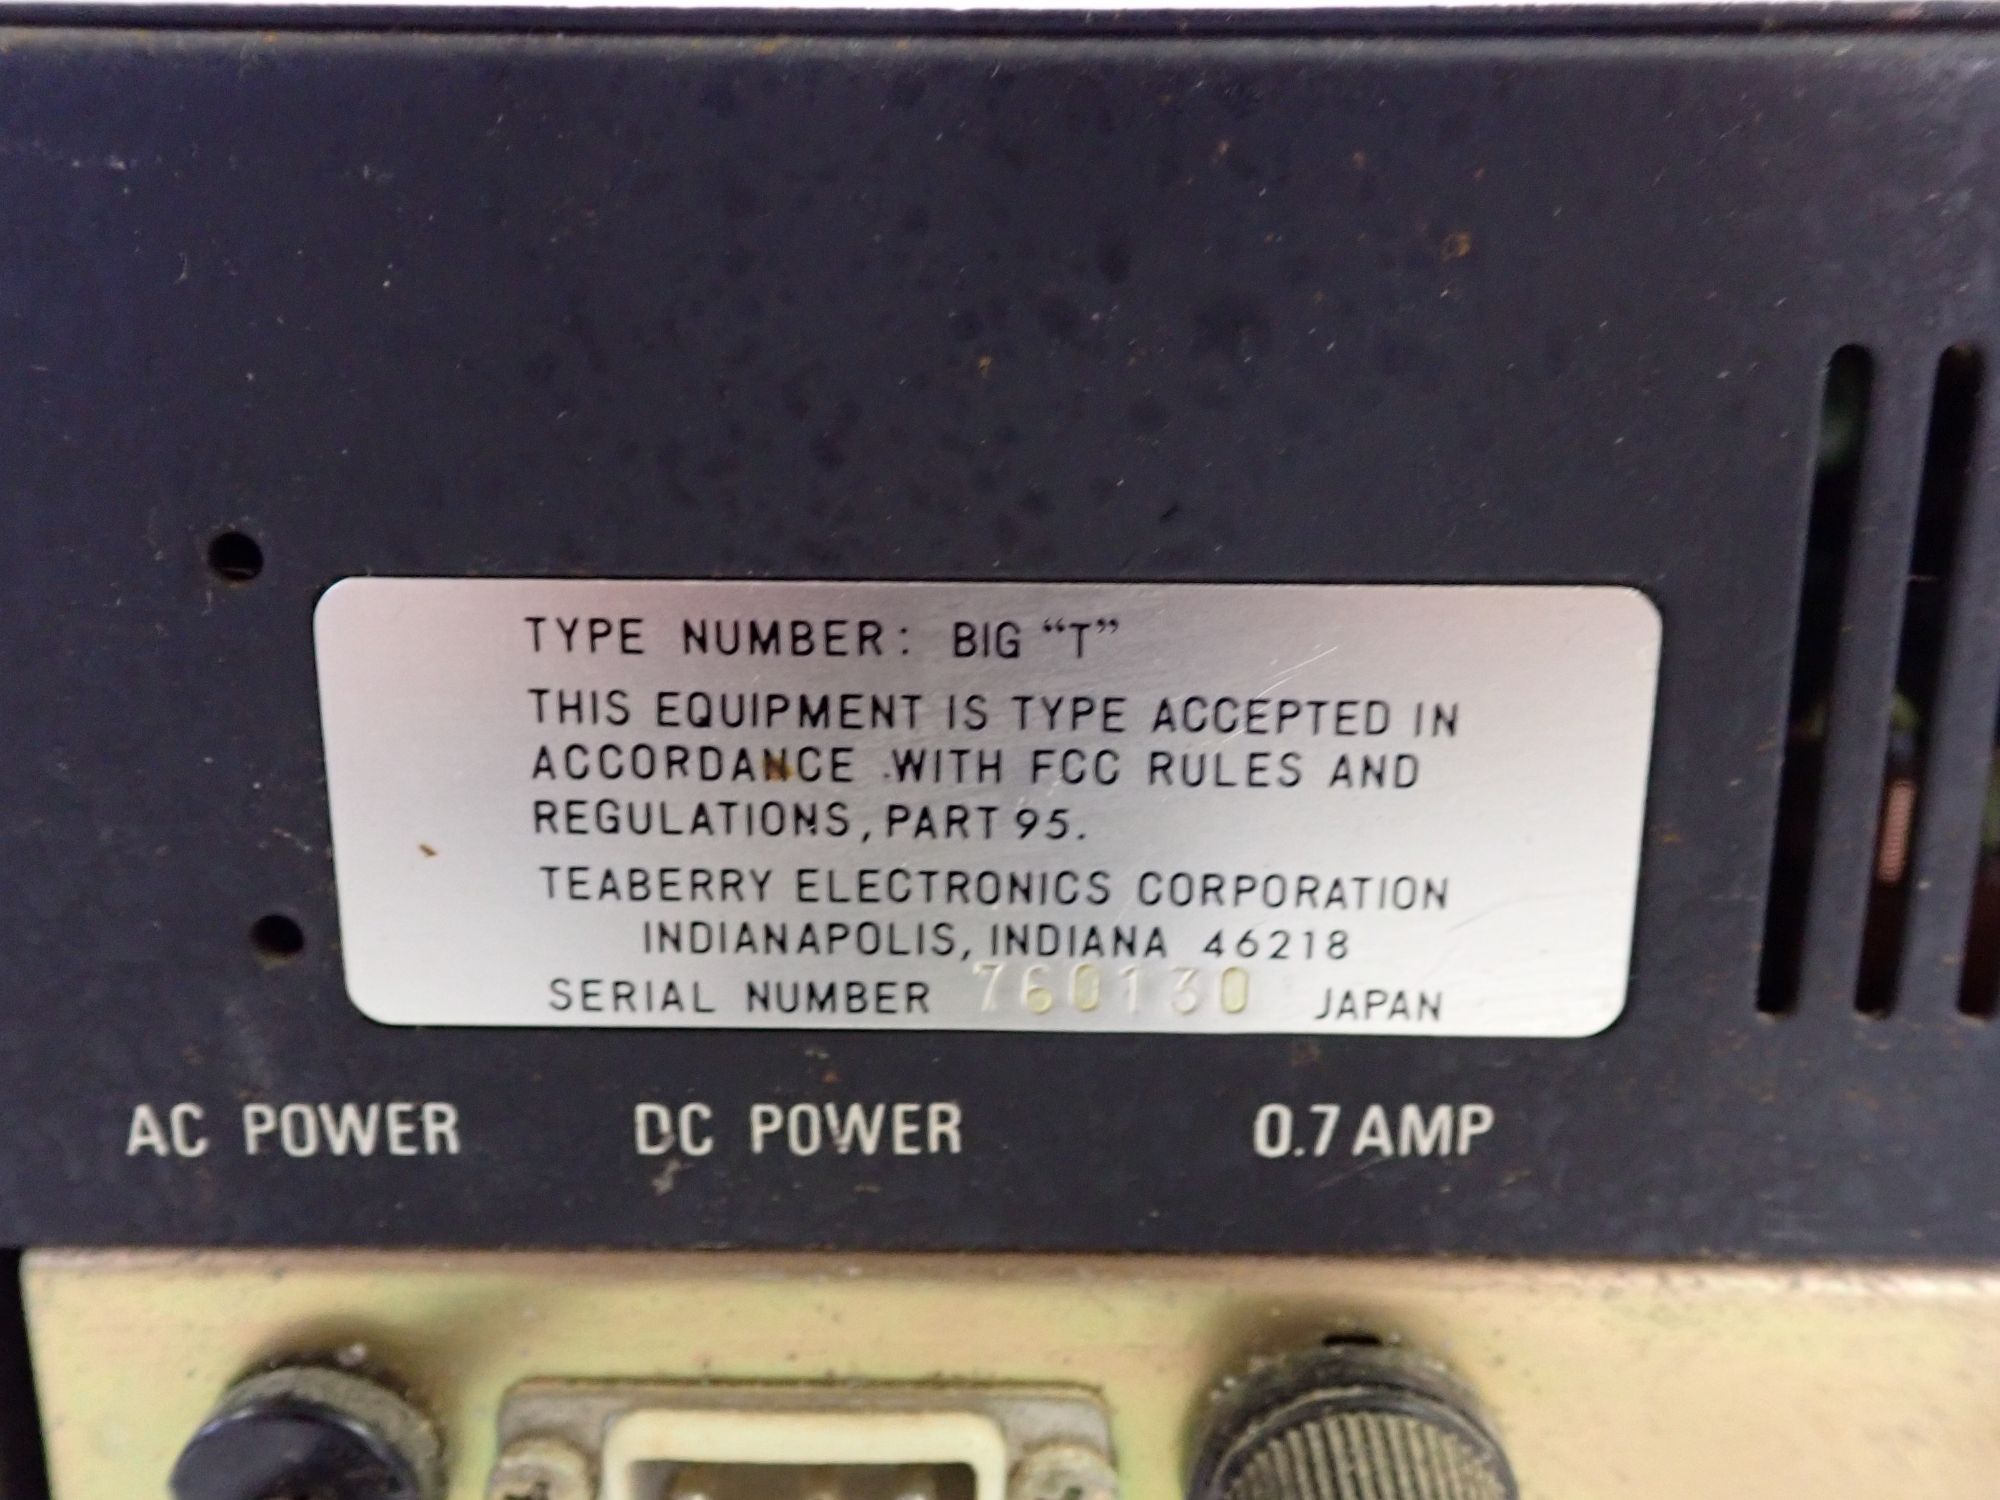 TYPE NUMBER: BIG “T”
THIS EQUIPMENT IS TYPE ACCEPTED IN
ACCORDANCE WITH FCC RULES AND
REGULATIONS, PART 95.
TEABERRY ELECTRONICS CORPORATION
INDIANAPOLIS, INDIANA 46218
SERIAL NUMBER 760130 JAPAN
AC POWER DC POWER 0.7 AMP